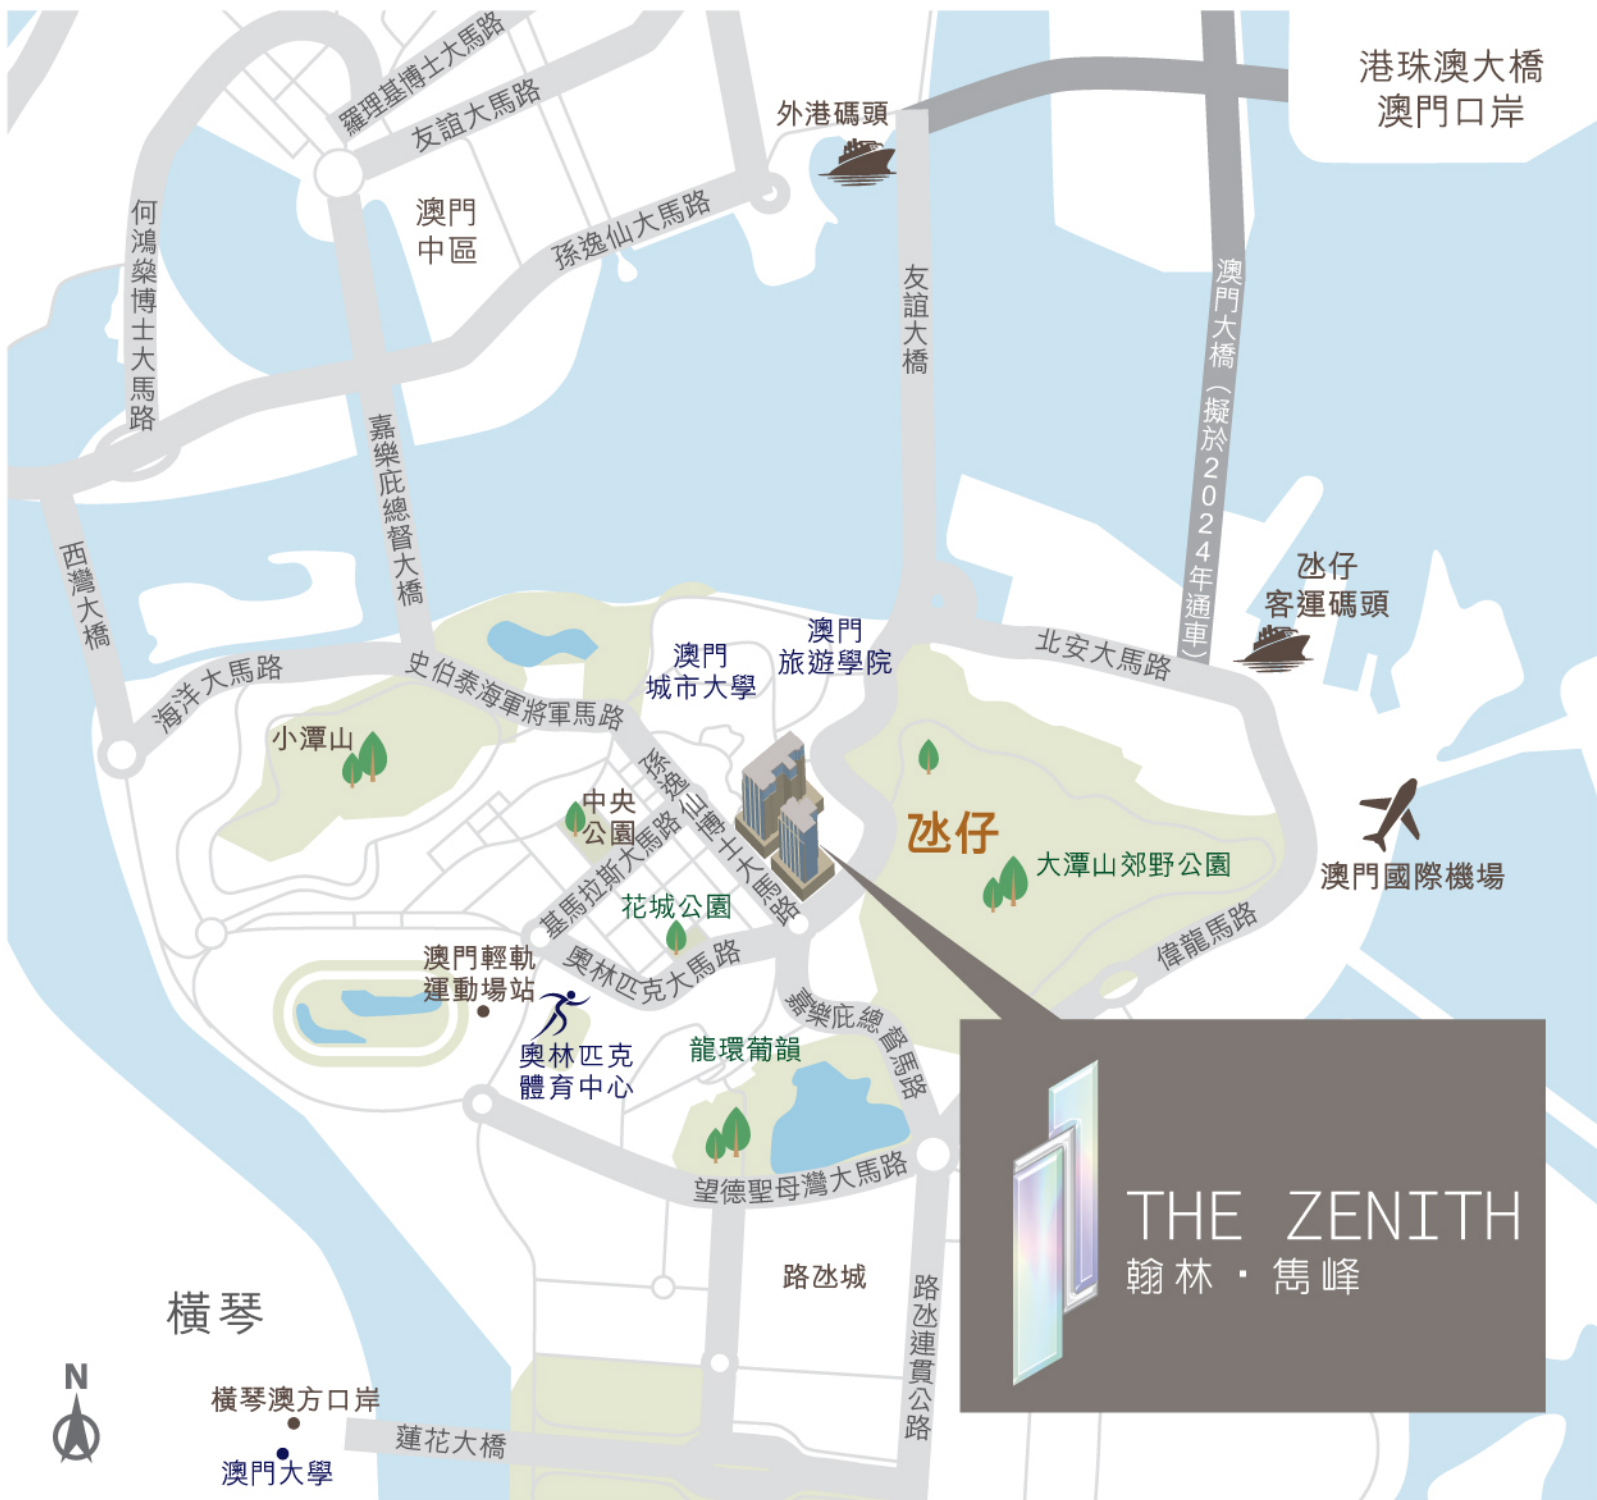 羅理基博士大馬路
友誼大馬路
港珠澳大橋
澳門口岸
外港碼頭
何鴻燊博士大馬路
澳門
中區
孫逸仙大馬路
友誼大橋
澳門大橋（擬於2024年通車）
嘉樂庇總督大橋
西灣大橋
氹仔
客運碼頭
澳門
旅遊學院
澳門
城市大學
北安大馬路
海洋大馬路
史伯泰海軍將軍馬路
小潭山
孫逸仙博士大馬路
中央
公園
氹仔
大潭山郊野公園
澳門國際機場
基馬拉斯大馬路
花城公園
偉龍馬路
澳門輕軌
運動場站
奧林匹克大馬路
嘉樂庇總督馬路
奧林匹克
體育中心
龍環葡韻
望德聖母灣大馬路
THE ZENITH
翰林・雋峰
路氹城
路氹連貫公路
橫琴
N
橫琴澳方口岸
蓮花大橋
澳門大學